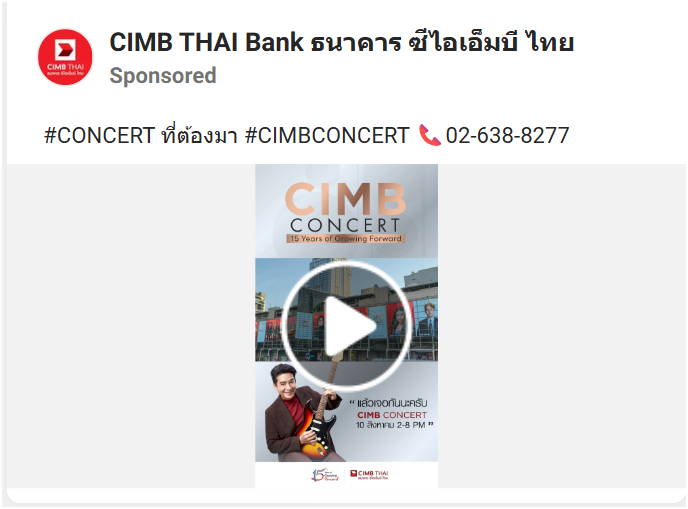 CIMB THAI Bank ธนาคาร ซีไอเอ็มบี ไทย
Sponsored
#CONCERT ที่ต้องมา #CIMBCONCERT 📞 02-638-8277
CIMB
CONCERT
15 Years of Growing Forward
" แล้วเจอกันนะครับ
CIMB CONCERT
10 สิงหาคม 2-8 PM "
CIMB THAI
CIMB THAI